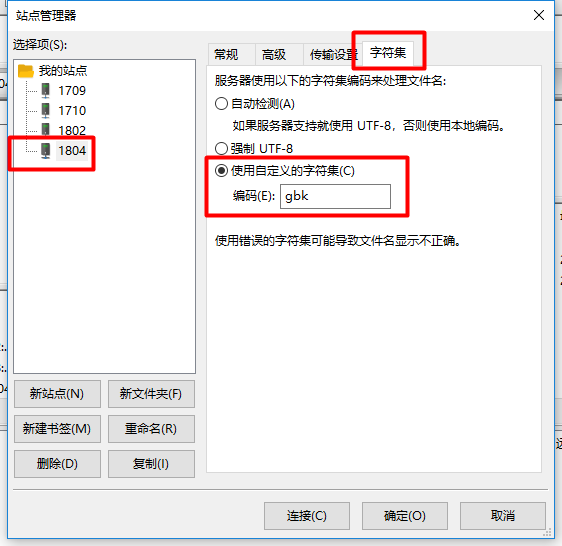 站点管理器
选择项(S):
我的站点
1709
1710
1802
1804
新站点(N)
新文件夹(F)
新建书签(M)
重命名(R)
删除(D)
复制(I)
常规
高级
传输设置
字符集
服务器使用以下的字符集编码来处理文件名:
自动检测(A)
如果服务器支持就使用 UTF-8，否则使用本地编码。
强制 UTF-8
使用自定义的字符集(C)
编码(E):
gbk
使用错误的字符集可能导致文件名显示不正确。
连接(C)
确定(O)
取消